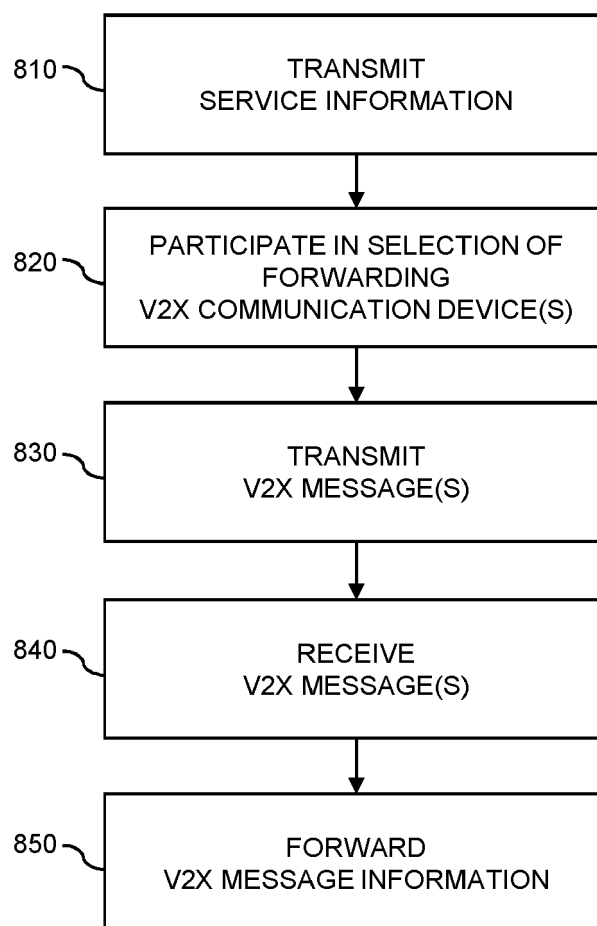 810
TRANSMIT
SERVICE INFORMATION
820
PARTICIPATE IN SELECTION OF
FORWARDING
V2X COMMUNICATION DEVICE(S)
830
TRANSMIT
V2X MESSAGE(S)
840
RECEIVE
V2X MESSAGE(S)
850
FORWARD
V2X MESSAGE INFORMATION